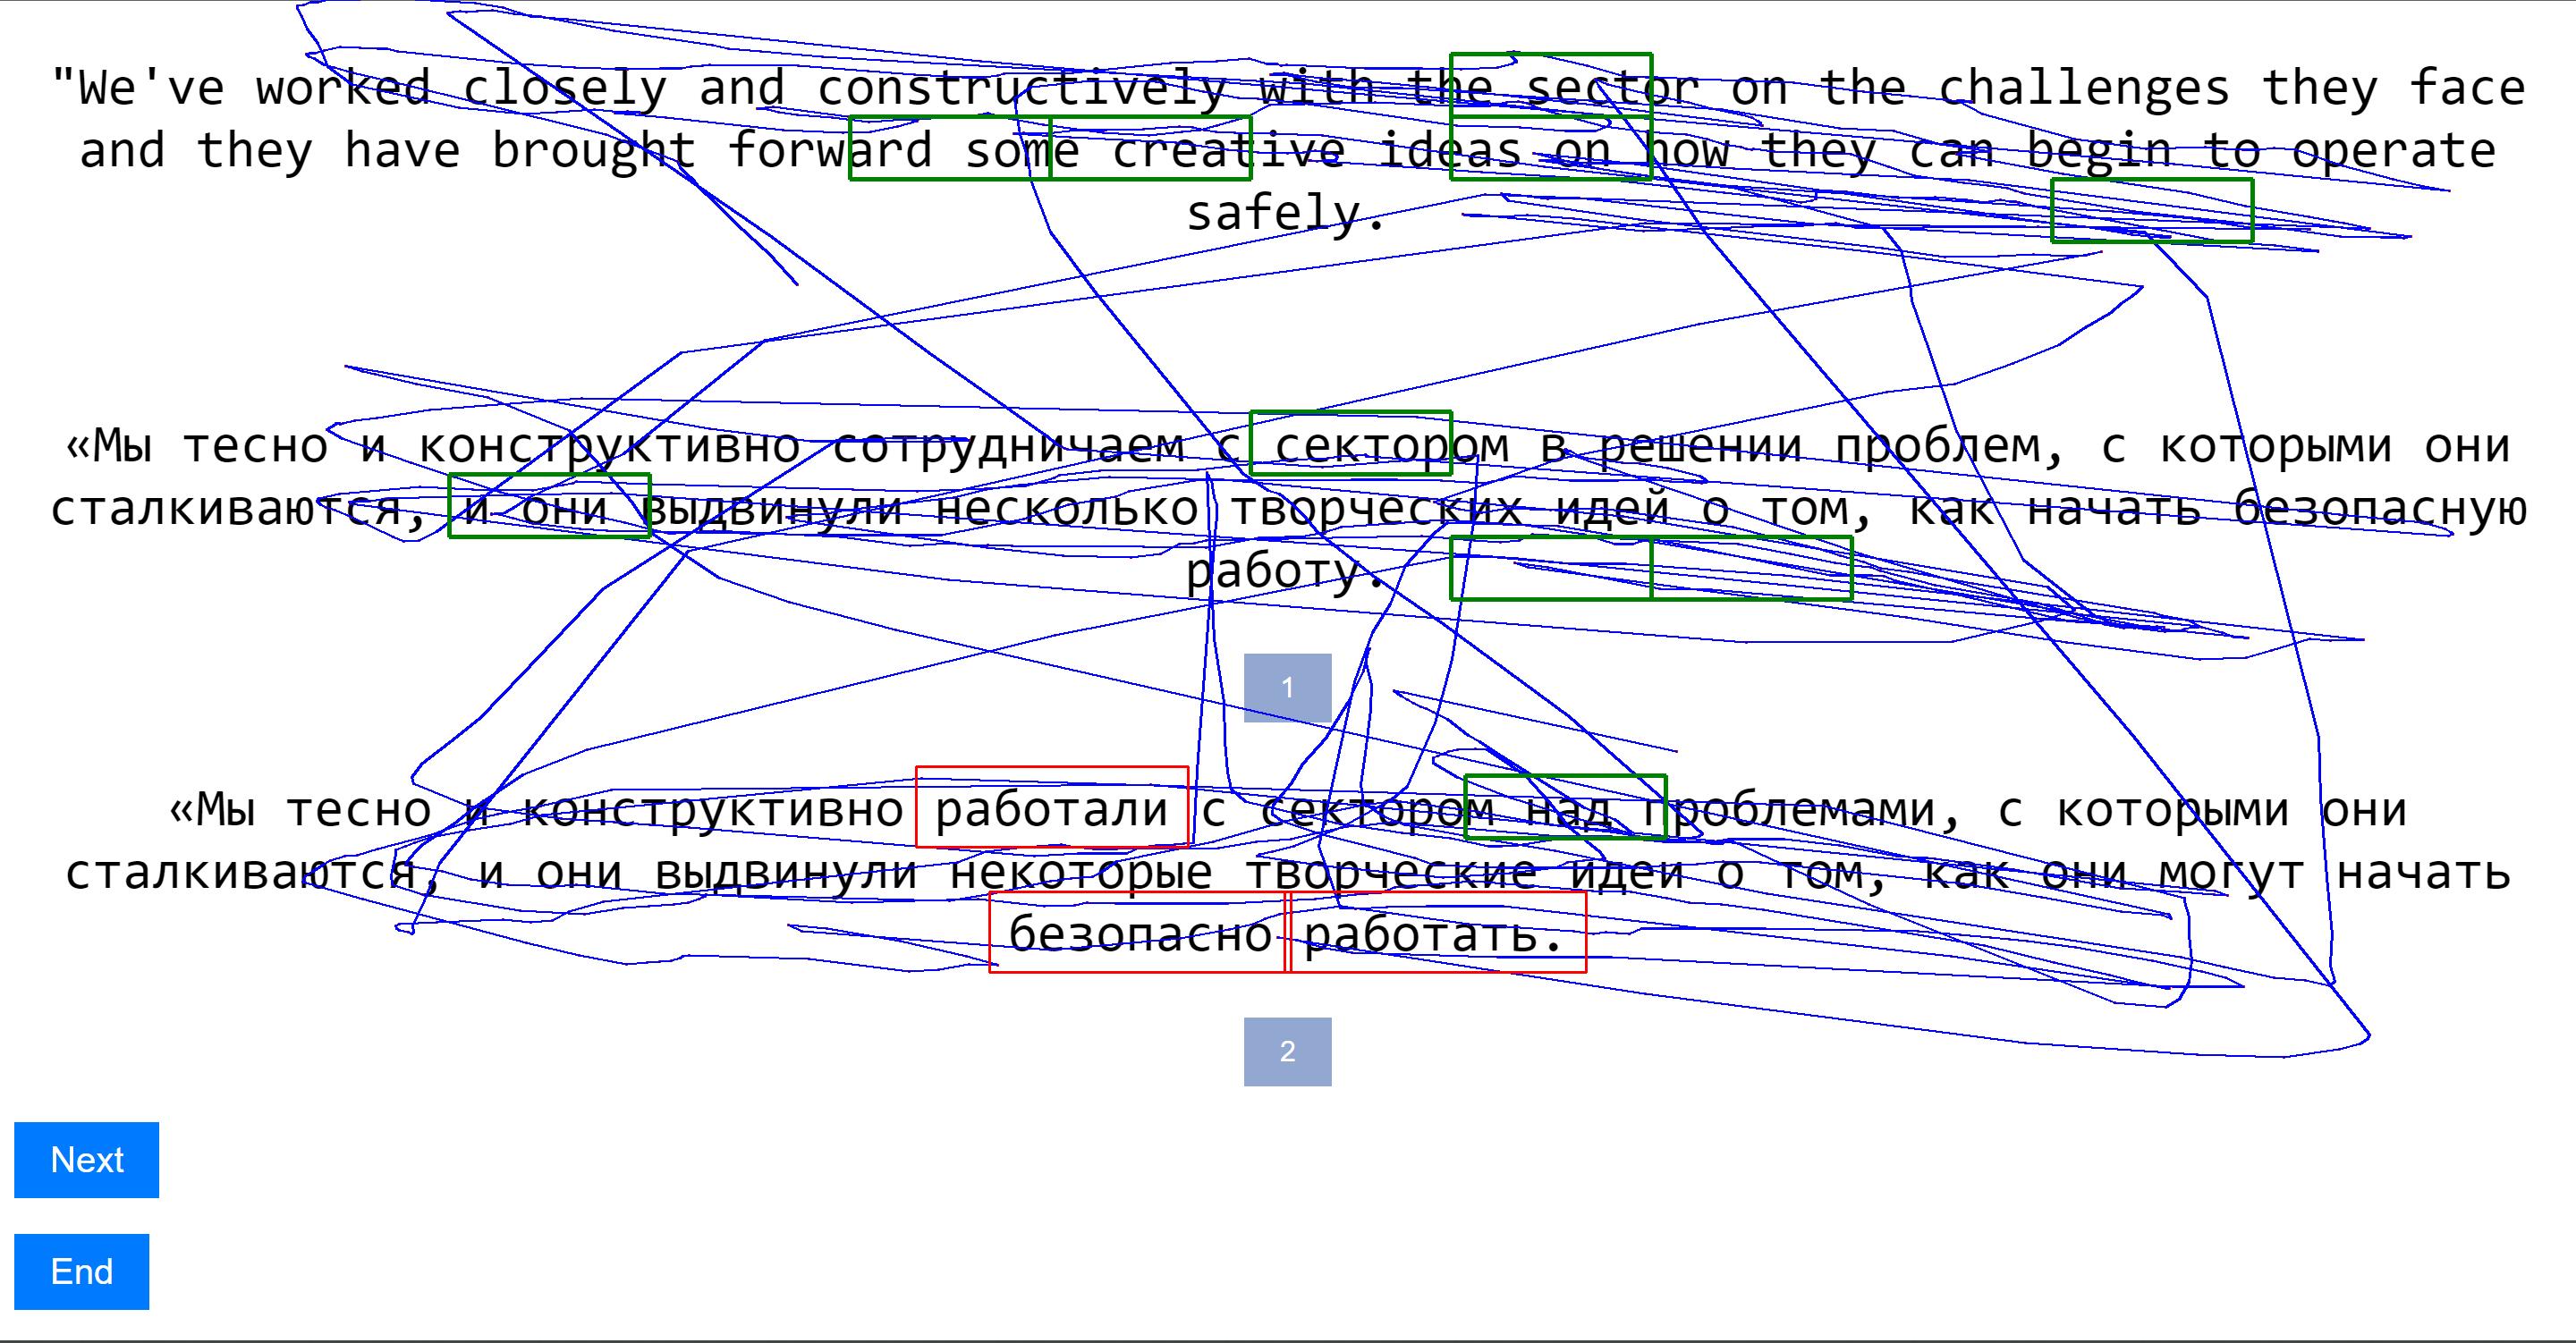 "We've worked closely and constructively with the sector on the challenges they face
and they have brought forward some creative ideas on how they can begin to operate
safely.
«Мы тесно и конструктивно сотрудничаем с сектором в решении проблем, с которыми они
сталкиваются, и они выдвинули несколько творческих идей о том, как начать безопасную
работу.
1
«Мы тесно и конструктивно работали с сектором над проблемами, с которыми они
сталкиваются, и они выдвинули некоторые творческие идеи о том, как они могут начать
безопасно работать.
2
Next
End